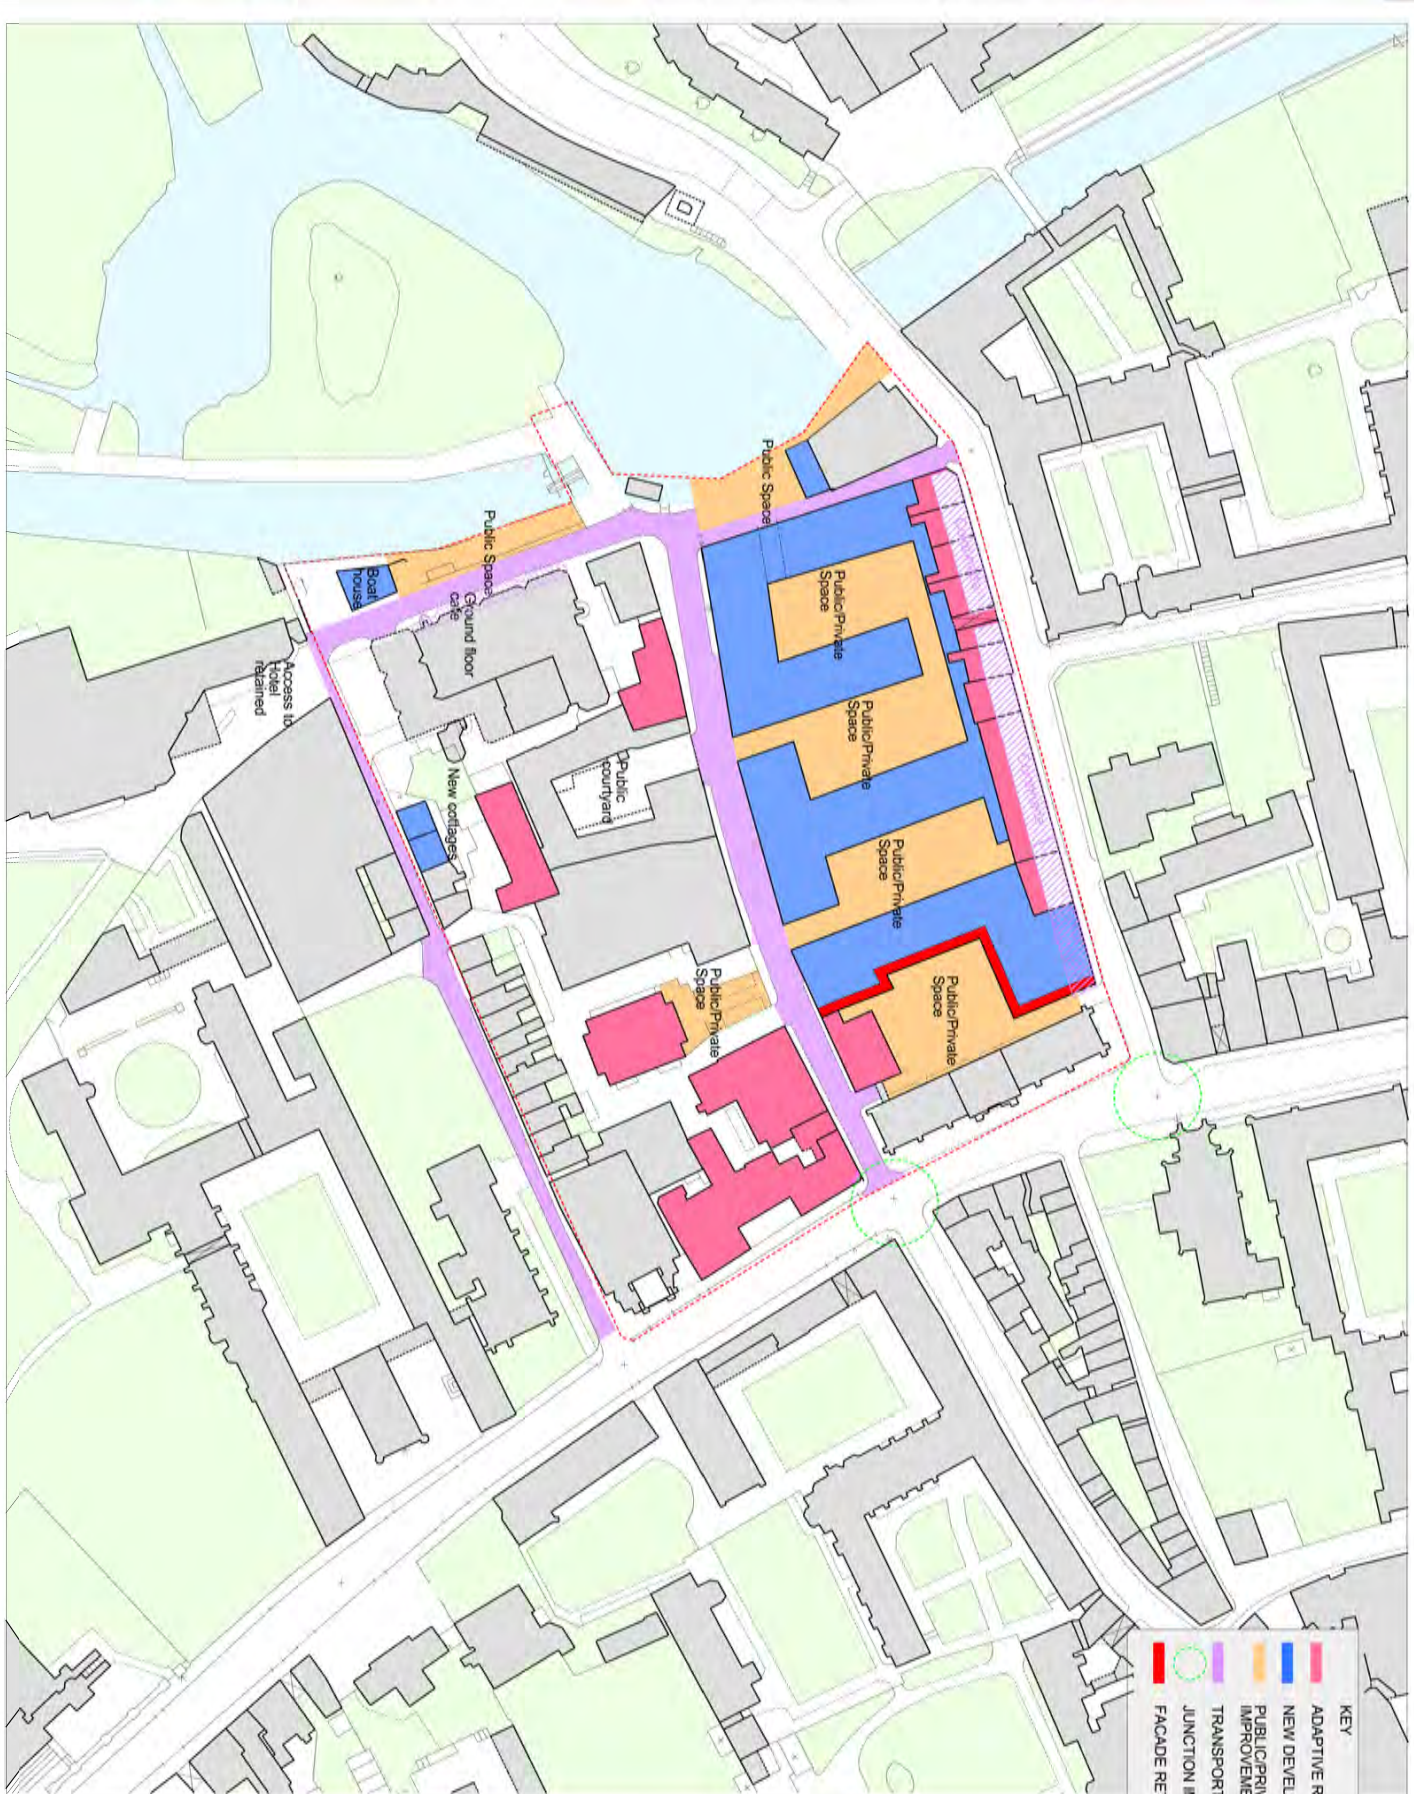 Public Space
Public/Private
Space
Public/Private
Space
Public/Private
Space
Public/Private
Space
Public Space
Boat
house
Ground floor
cafe
Public
courtyard
Public/Private
Space
Access to
Hotel
retained
New cottages
KEY
ADAPTIVE R
NEW DEVEL
PUBLIC/PRIV
IMPROVEME
TRANSPORT
JUNCTION I
FACADE RE